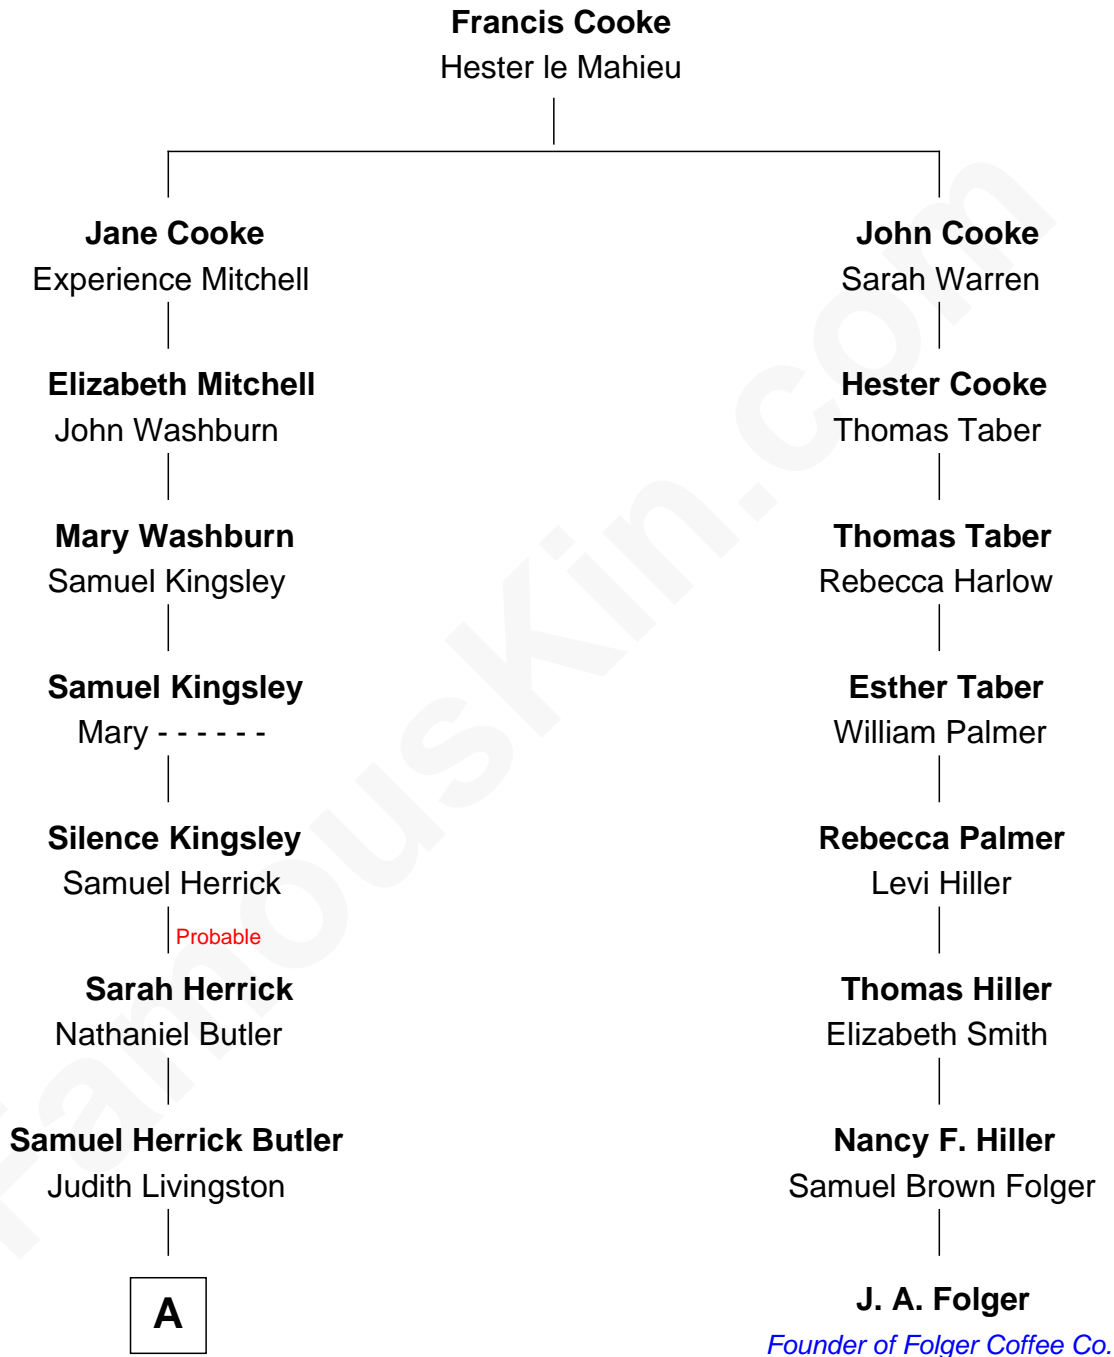 Francis Cooke
Hester le Mahieu
Jane Cooke
Experience Mitchell
John Cooke
Sarah Warren
Elizabeth Mitchell
John Washburn
Hester Cooke
Thomas Taber
Mary Washburn
Samuel Kingsley
Thomas Taber
Rebecca Harlow
Samuel Kingsley
Mary - - - - - -
Esther Taber
William Palmer
Silence Kingsley
Samuel Herrick
Rebecca Palmer
Levi Hiller
Probable
Sarah Herrick
Nathaniel Butler
Thomas Hiller
Elizabeth Smith
Samuel Herrick Butler
Judith Livingston
Nancy F. Hiller
Samuel Brown Folger
A
J. A. Folger
Founder of Folger Coffee Co.
FamousKin.com